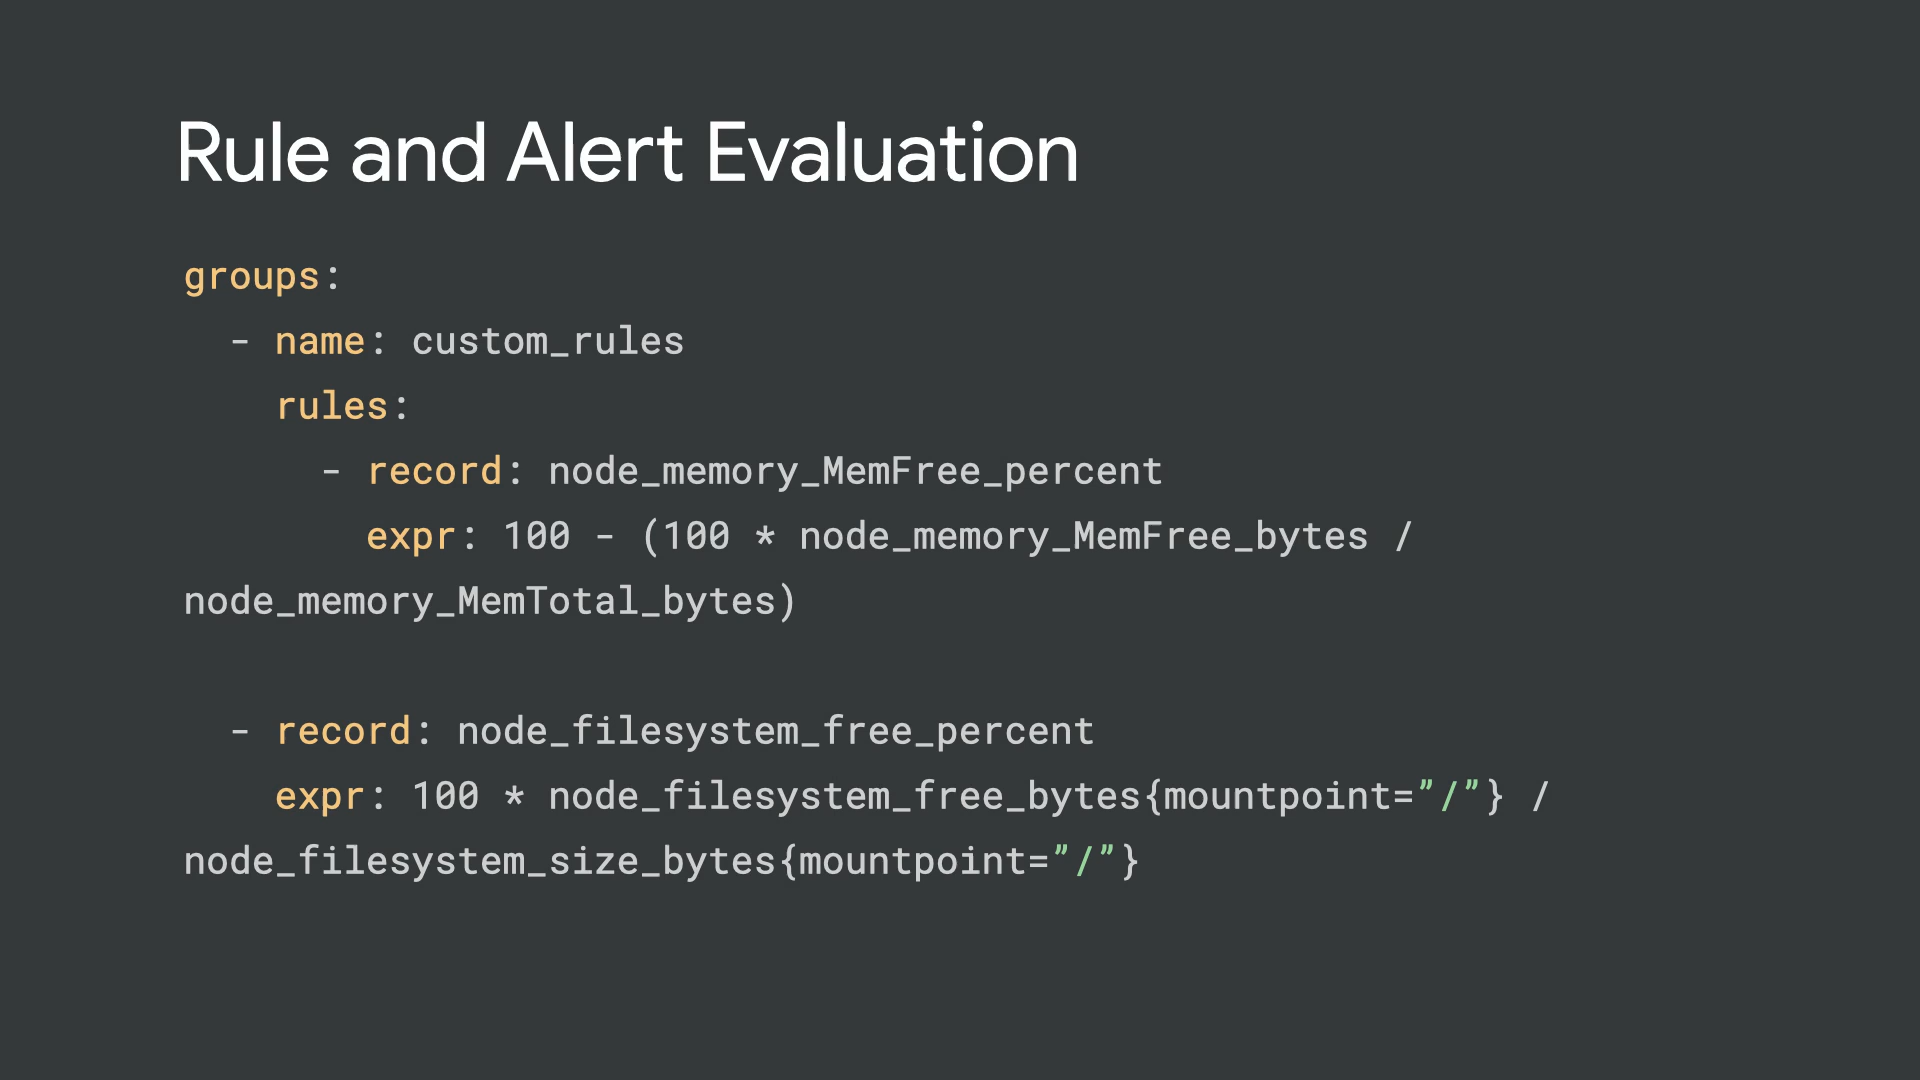 Rule and Alert Evaluation
groups:
  - name: custom_rules
    rules:
      - record: node_memory_MemFree_percent
        expr: 100 - (100 * node_memory_MemFree_bytes /
node_memory_MemTotal_bytes)
  - record: node_filesystem_free_percent
    expr: 100 * node_filesystem_free_bytes{mountpoint=”/”} /
node_filesystem_size_bytes{mountpoint=”/”}